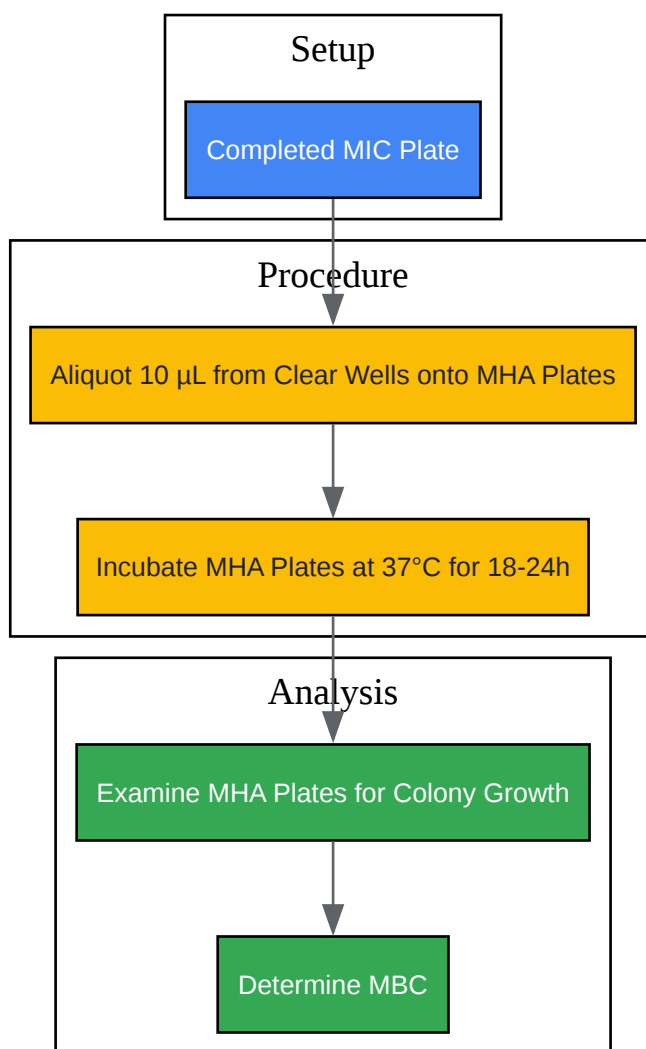 Setup
Completed MIC Plate
Procedure
Aliquot 10 µL from Clear Wells onto MHA Plates
Incubate MHA Plates at 37°C for 18-24h
Analysis
Examine MHA Plates for Colony Growth
Determine MBC